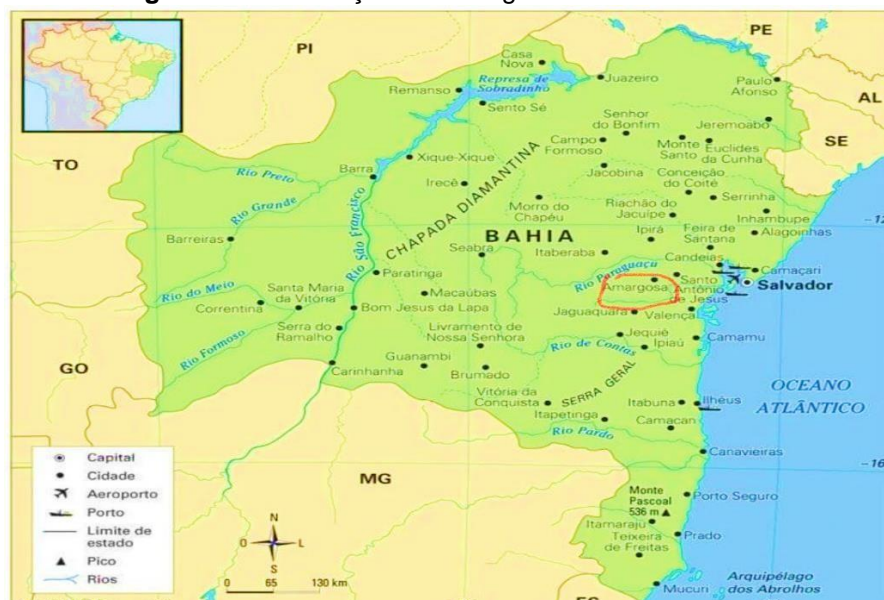 PI
PE
Casa
Nova
Represa de
Sobradinho
Juazeiro
Paulo
Afonso
Remanso
Sento Sé
AL
Senhor
do Bonfim
Jeremoabo
SE
TO
Campo
Formoso
Monte
Santo
Euclides
da Cunha
Xique-Xique
Rio Preto
Barra
Irecê
Jacobina
Conceição
do Coité
Serrinha
CHAPADA DIAMANTINA
Rio Grande
Rio São Francisco
Morro do
Chapéu
Riachão do
Jacuípe
Inhambupe
-12
Barreiras
BAHIA
Ipirá
Feira de
Santana
Alagoinhas
Seabra
Itaberaba
Candeias
Camaçari
Paratinga
Rio Paraguaçu
Santo
Antônio
de Jesus
Salvador
Rio do Meio
Santa Maria
da Vitória
Macaúbas
Amargosa
Correntina
Bom Jesus da Lapa
Jaguaquara
Valença
Serra do
Ramalho
Livramento de
Nossa Senhora
Jequié
Camamu
Rio Formoso
Rio de Contas
Ipiaú
GO
Guanambi
Carinhanha
Brumado
SERRA GERAL
OCEANO
ATLÂNTICO
Vitória da
Conquista
Itabuna
Ilhéus
Itapetinga
Camacan
Rio Pardo
Canavieiras
-16
Capital
Cidade
Aeroporto
Porto
Limite de
estado
Pico
Rios
MG
Monte
Pascoal
536 m
Porto Seguro
N
O
L
S
Itamaraju
Prado
Teixeira
de Freitas
0 65 130 km
Mucuri
Arquipélago
dos Abrolhos